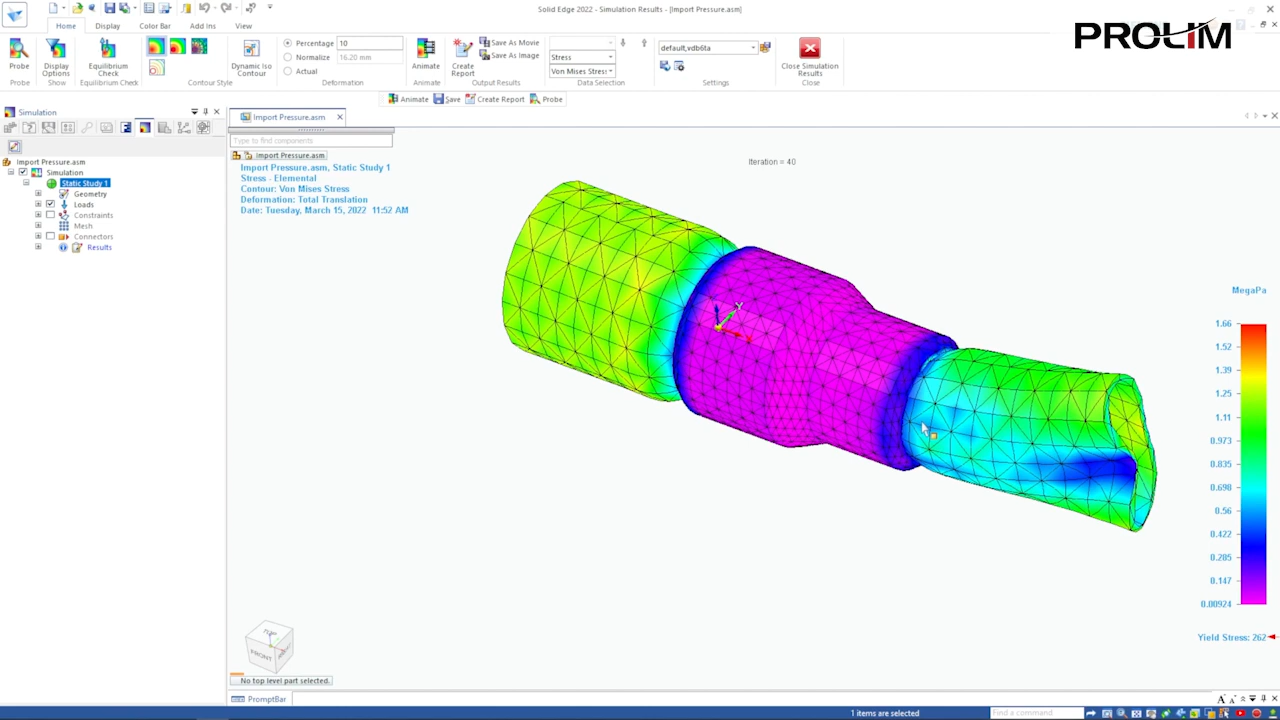 Solid Edge 2022 - Simulation Results - [Import Pressure.asm]
Home
Display
Color Bar
Add Ins
View
PROLIM
Probe
Probe
Display Options
Show
Equilibrium Check
Equilibrium Check
Contour Style
Dynamic Iso Contour
Percentage 10
Normalize 16.20 mm
Actual
Deformation
Animate
Animate
Create Report
Save As Movie
Save As Image
Output Results
Stress
Von Mises Stress
Data Selection
default,vdb6ta
Settings
Close Simulation Results
Close
Animate Save Create Report Probe
Simulation
Import Pressure.asm
Simulation
Static Study 1
Geometry
Loads
Constraints
Mesh
Connectors
Results
Import Pressure.asm
Type to find components
Import Pressure.asm
Import Pressure.asm, Static Study 1
Stress - Elemental
Contour: Von Mises Stress
Deformation: Total Translation
Date: Tuesday, March 15, 2022 11:52 AM
Iteration = 40
Y
X
MegaPa
1.66
1.52
1.39
1.25
1.11
0.973
0.835
0.698
0.56
0.422
0.285
0.147
0.00924
Yield Stress: 262
FRONT
No top level part selected.
PromptBar
1 items are selected
Find a command